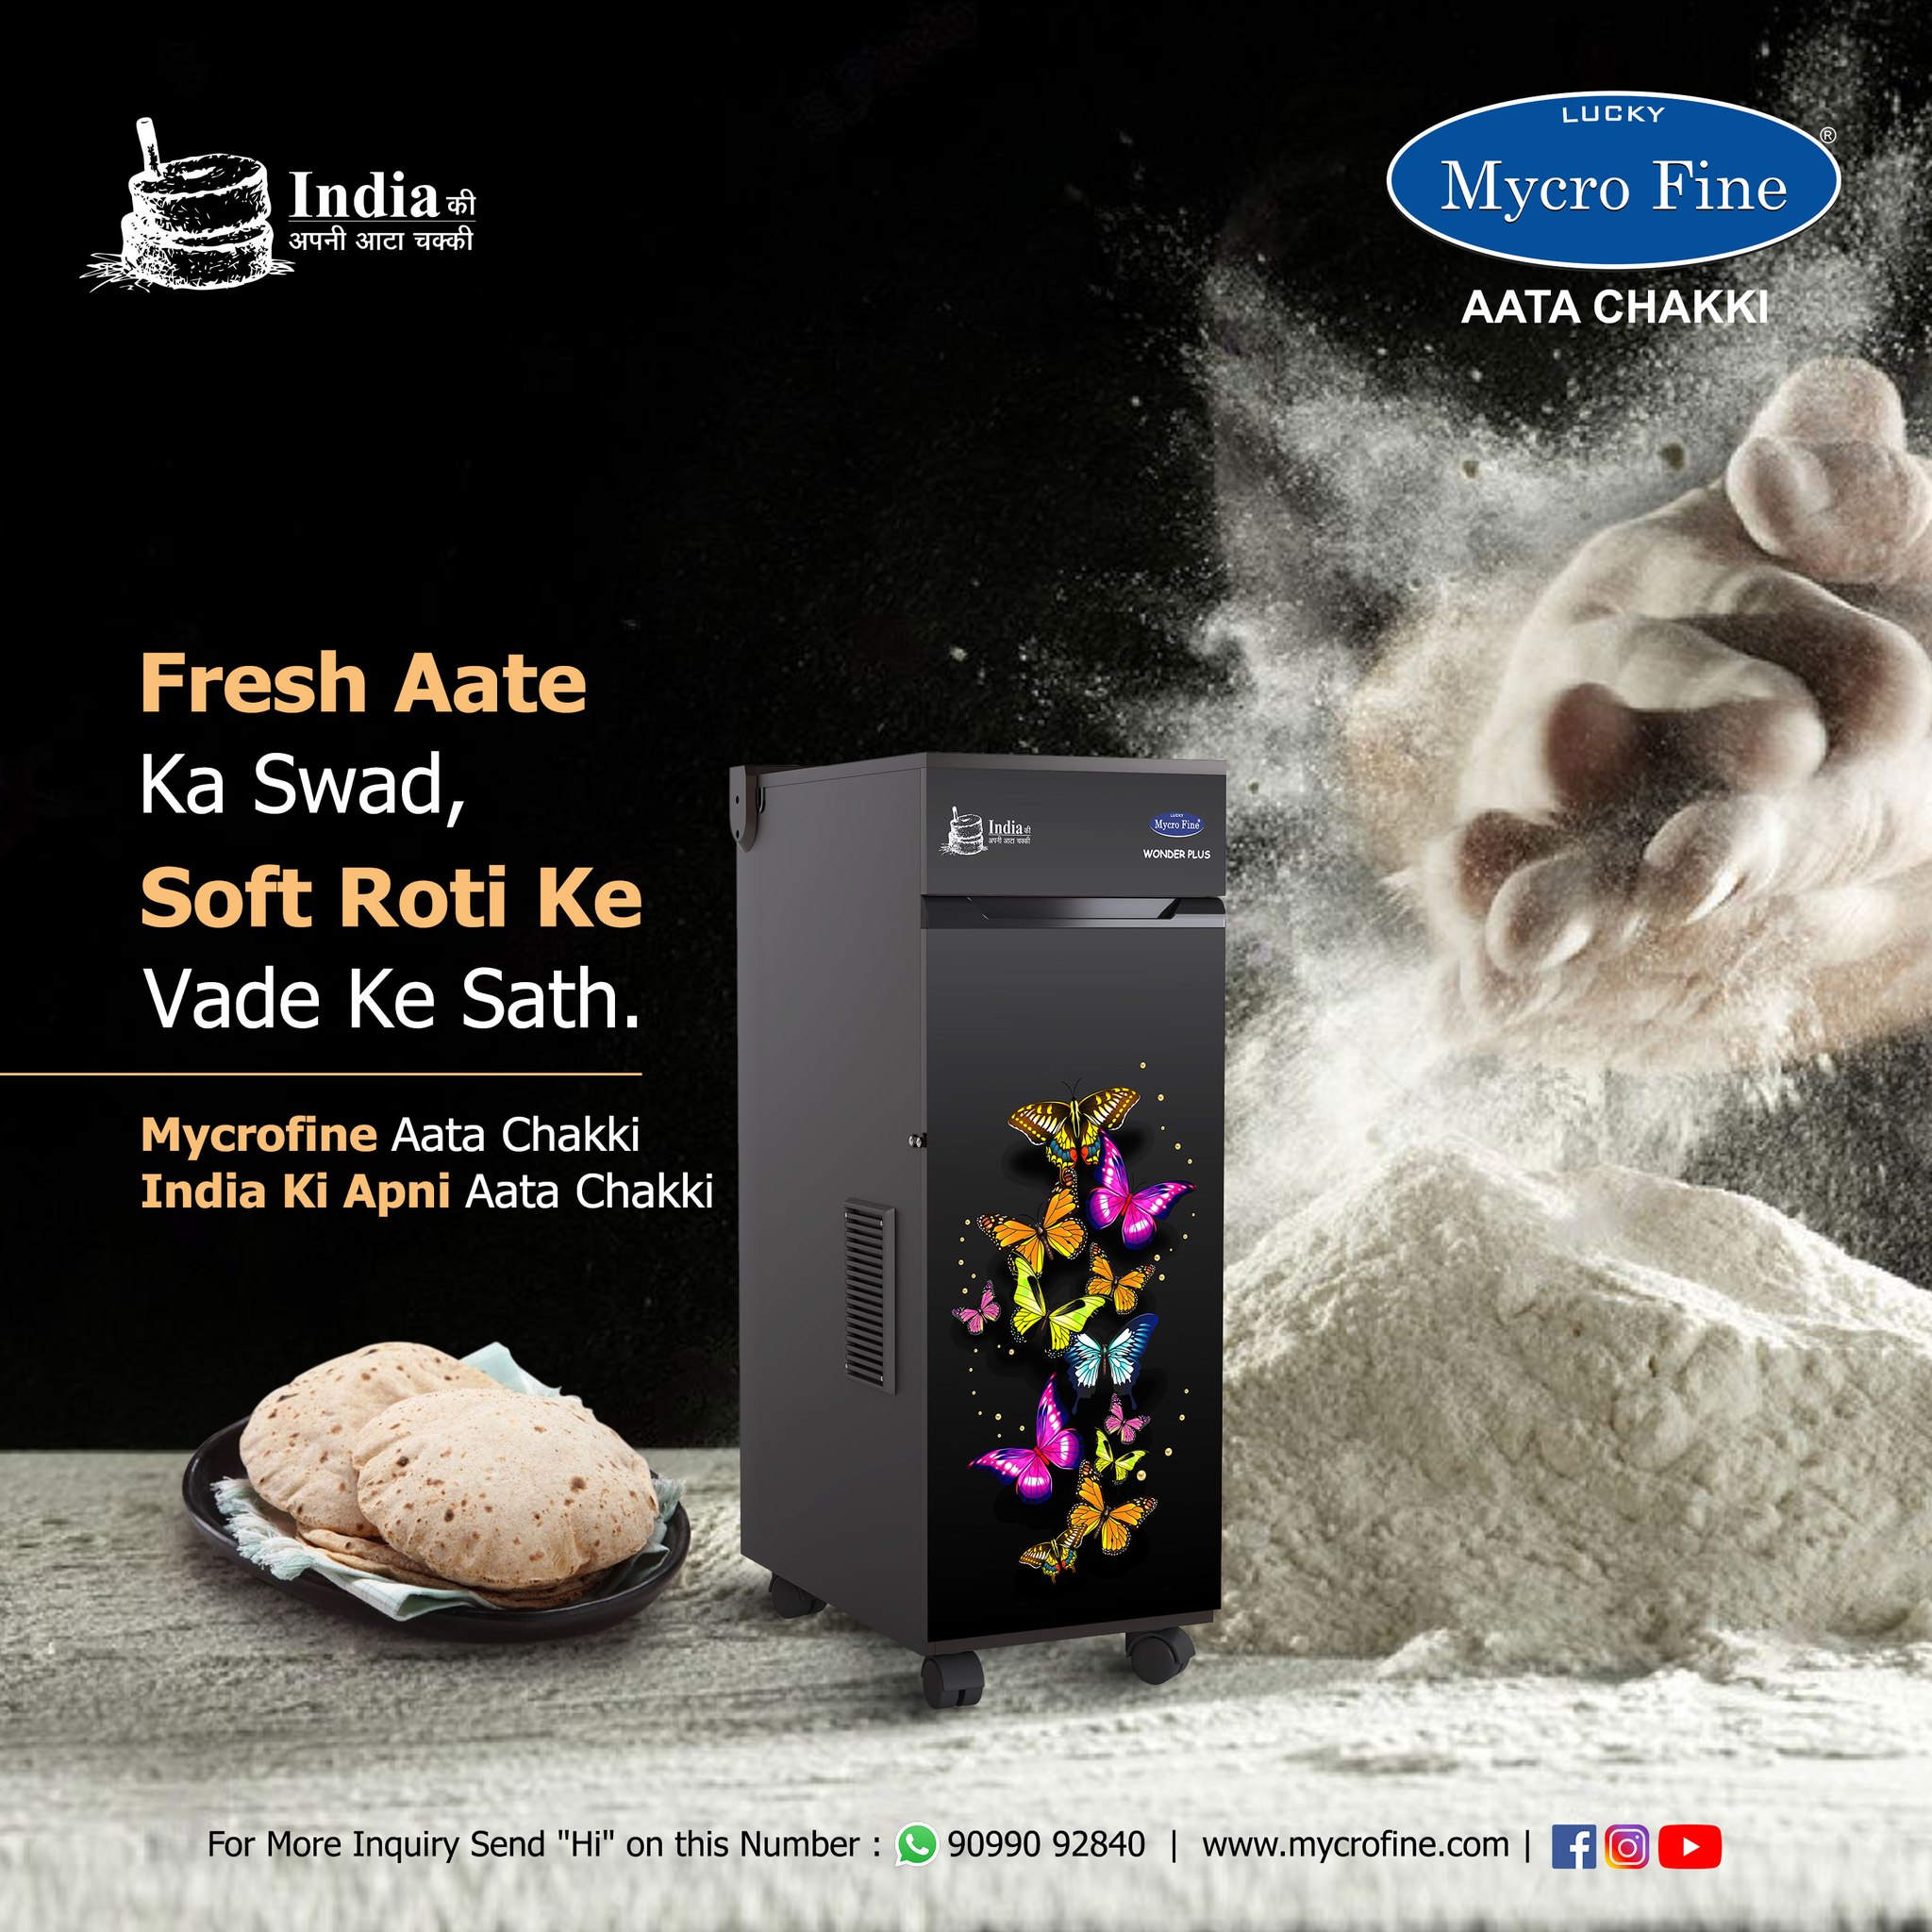 India की
अपनी आटा चक्की
LUCKY
Mycro Fine ®
AATA CHAKKI
Fresh Aate
Ka Swad,
Soft Roti Ke
Vade Ke Sath.
Mycrofine Aata Chakki
India Ki Apni Aata Chakki
India की
अपनी आटा चक्की
LUCKY
Mycro Fine
WONDER PLUS
For More Inquiry Send "Hi" on this Number : 90990 92840 | www.mycrofine.com |